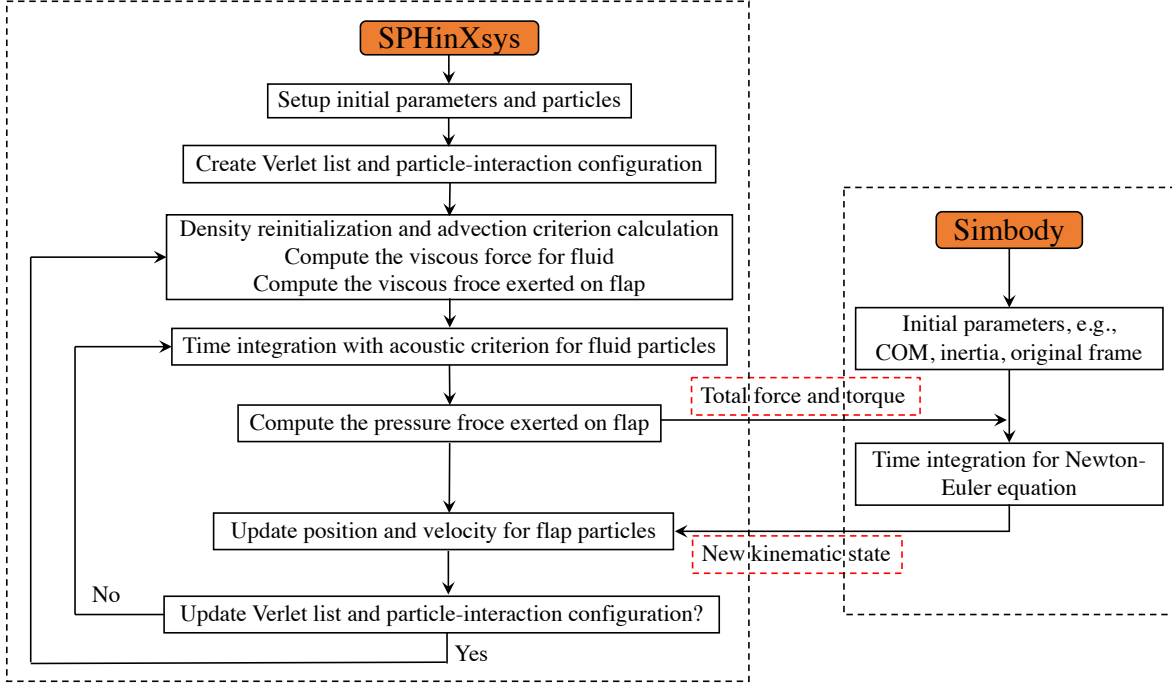 SPHinXsys
Setup initial parameters and particles
Create Verlet list and particle-interaction configuration
Density reinitialization and advection criterion calculation
Compute the viscous force for fluid
Compute the viscous froce exerted on flap
Time integration with acoustic criterion for fluid particles
Compute the pressure froce exerted on flap
Update position and velocity for flap particles
Update Verlet list and particle-interaction configuration?
No
Yes
Total force and torque
New kinematic state
Simbody
Initial parameters, e.g.,
COM, inertia, original frame
Time integration for Newton-
Euler equation